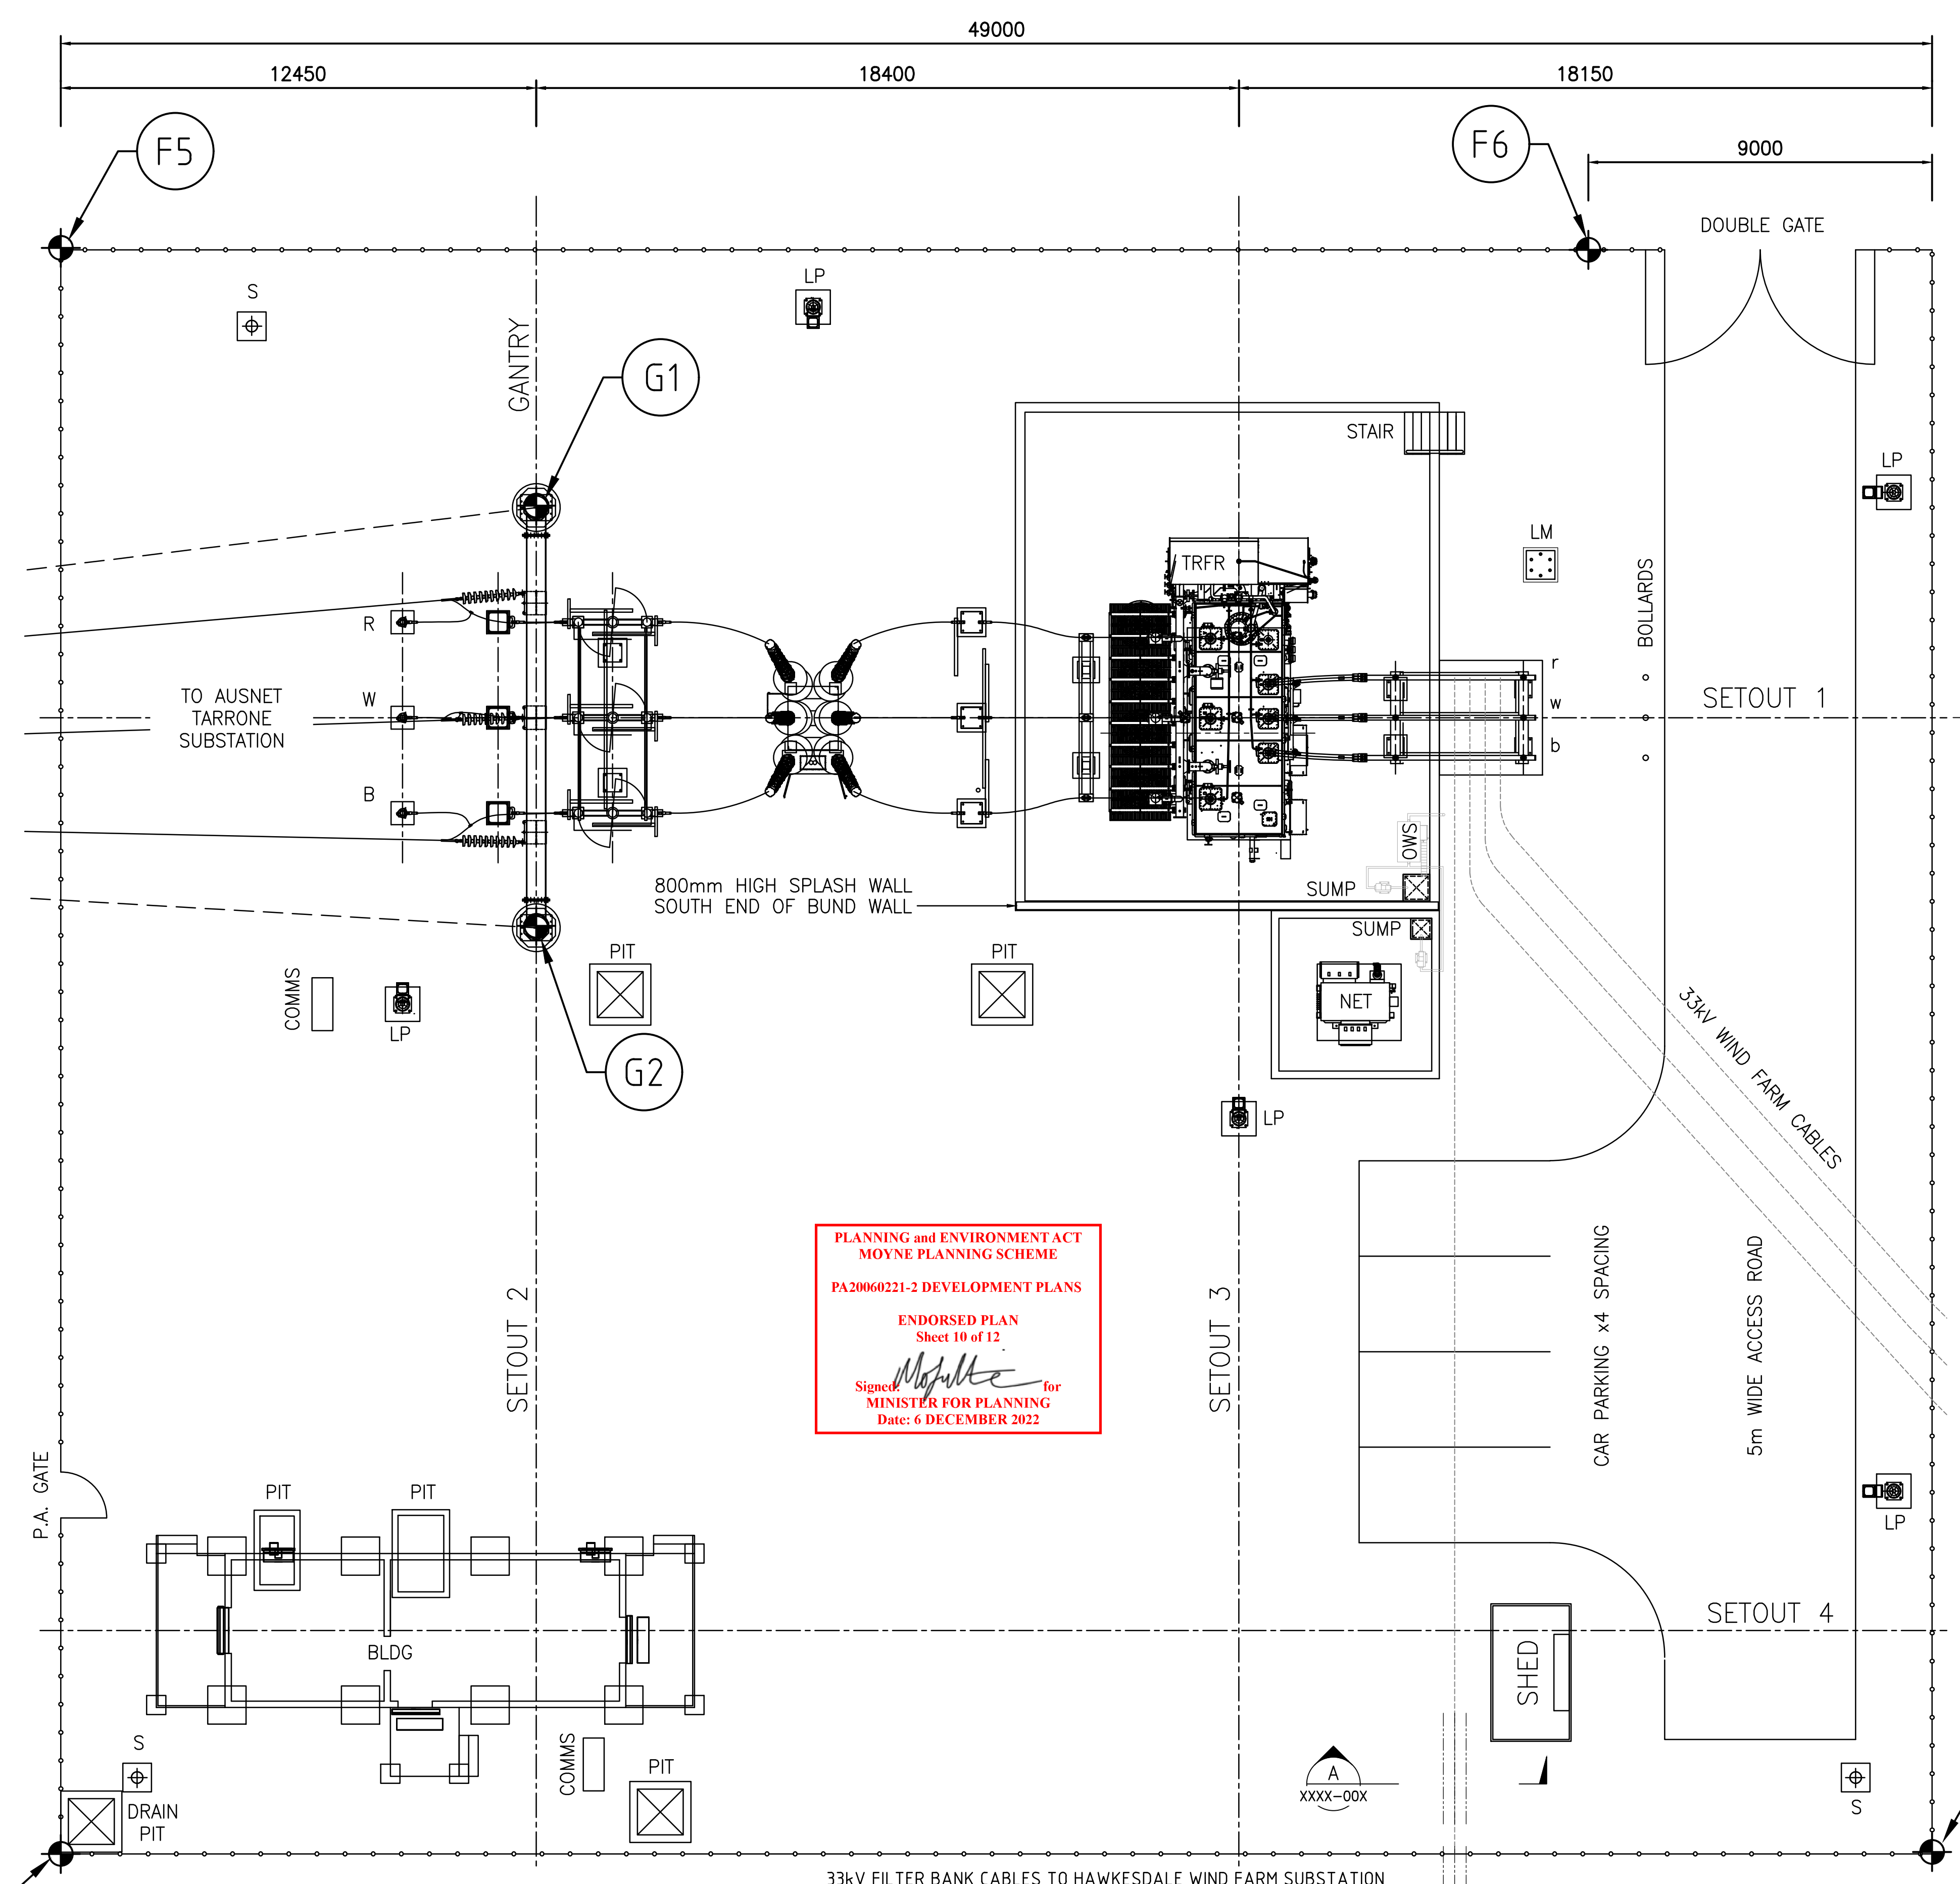 49000
12450
18400
18150
F5
F6
9000
DOUBLE GATE
S
LP
GANTRY
G1
STAIR
LP
LM
TRFR
BOLLARDS
R
r
TO AUSNET
TARRONE
SUBSTATION
W
w
SETOUT 1
b
B
OWS
800mm HIGH SPLASH WALL
SOUTH END OF BUND WALL
SUMP
SUMP
PIT
PIT
COMMS
LP
NET
G2
33kV WIND FARM CABLES
LP
PLANNING and ENVIRONMENT ACT
MOYNE PLANNING SCHEME
PA20060221-2 DEVELOPMENT PLANS
ENDORSED PLAN
Sheet 10 of 12
Signed: for
MINISTER FOR PLANNING
Date: 6 DECEMBER 2022
SETOUT 2
SETOUT 3
CAR PARKING x4 SPACING
5m WIDE ACCESS ROAD
P.A. GATE
PIT
PIT
LP
SETOUT 4
BLDG
SHED
S
COMMS
PIT
A
XXXX-00X
DRAIN
PIT
S
33kV FILTER BANK CABLES TO HAWKESDALE WIND FARM SUBSTATION